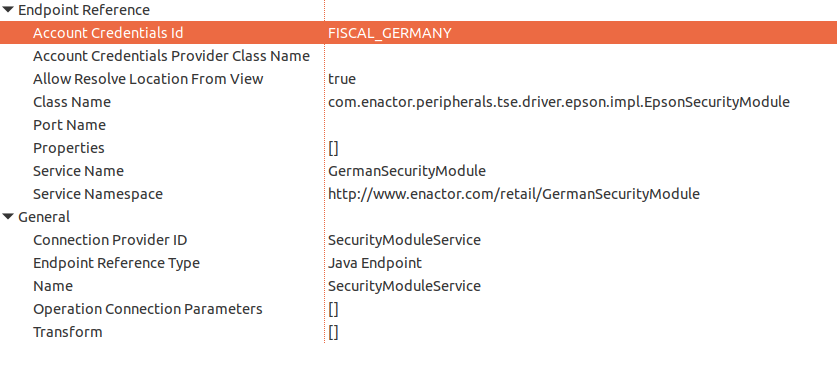 Endpoint Reference
Account Credentials Id FISCAL_GERMANY
Account Credentials Provider Class Name
Allow Resolve Location From View true
Class Name com.enactor.peripherals.tse.driver.epson.impl.EpsonSecurityModule
Port Name
Properties []
Service Name GermanSecurityModule
Service Namespace http://www.enactor.com/retail/GermanSecurityModule
General
Connection Provider ID SecurityModuleService
Endpoint Reference Type Java Endpoint
Name SecurityModuleService
Operation Connection Parameters []
Transform []